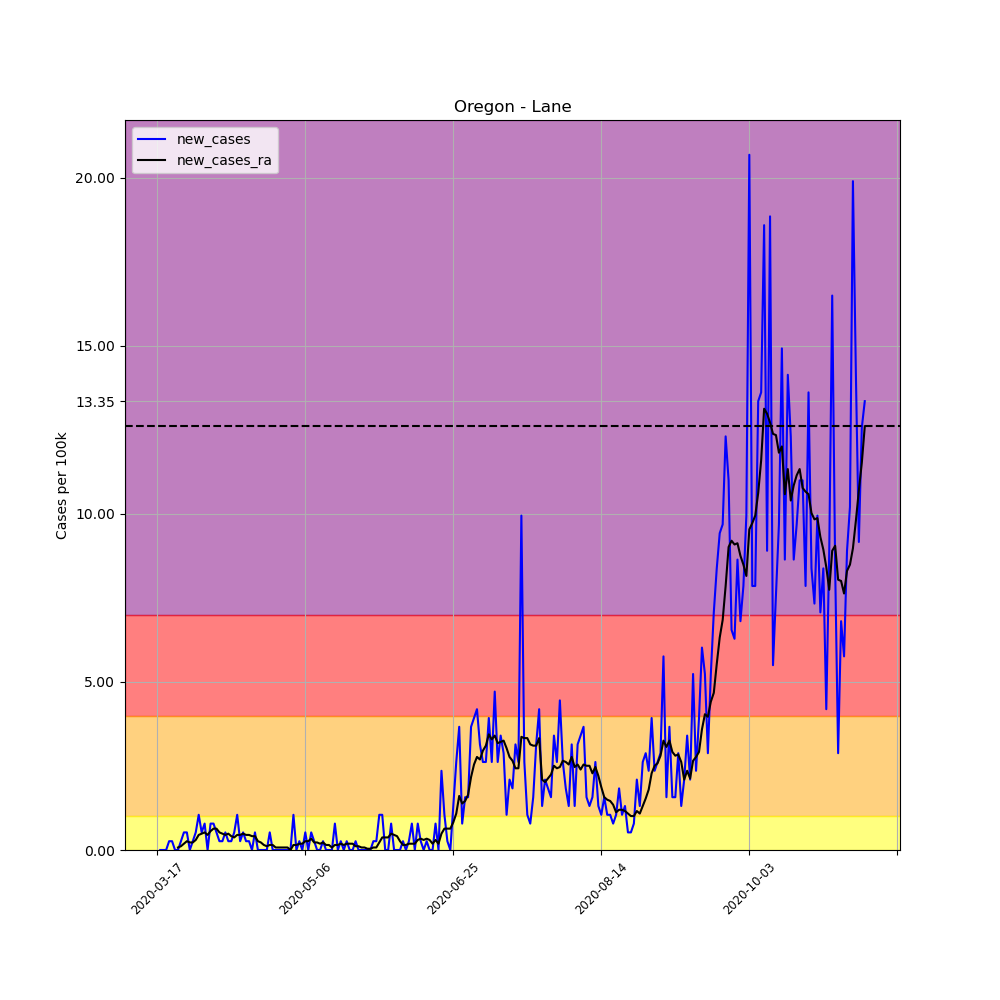 Oregon - Lane
new_cases
new_cases_ra
20.00
15.00
13.35
10.00
5.00
0.00
Cases per 100k
2020-03-17
2020-05-06
2020-06-25
2020-08-14
2020-10-03